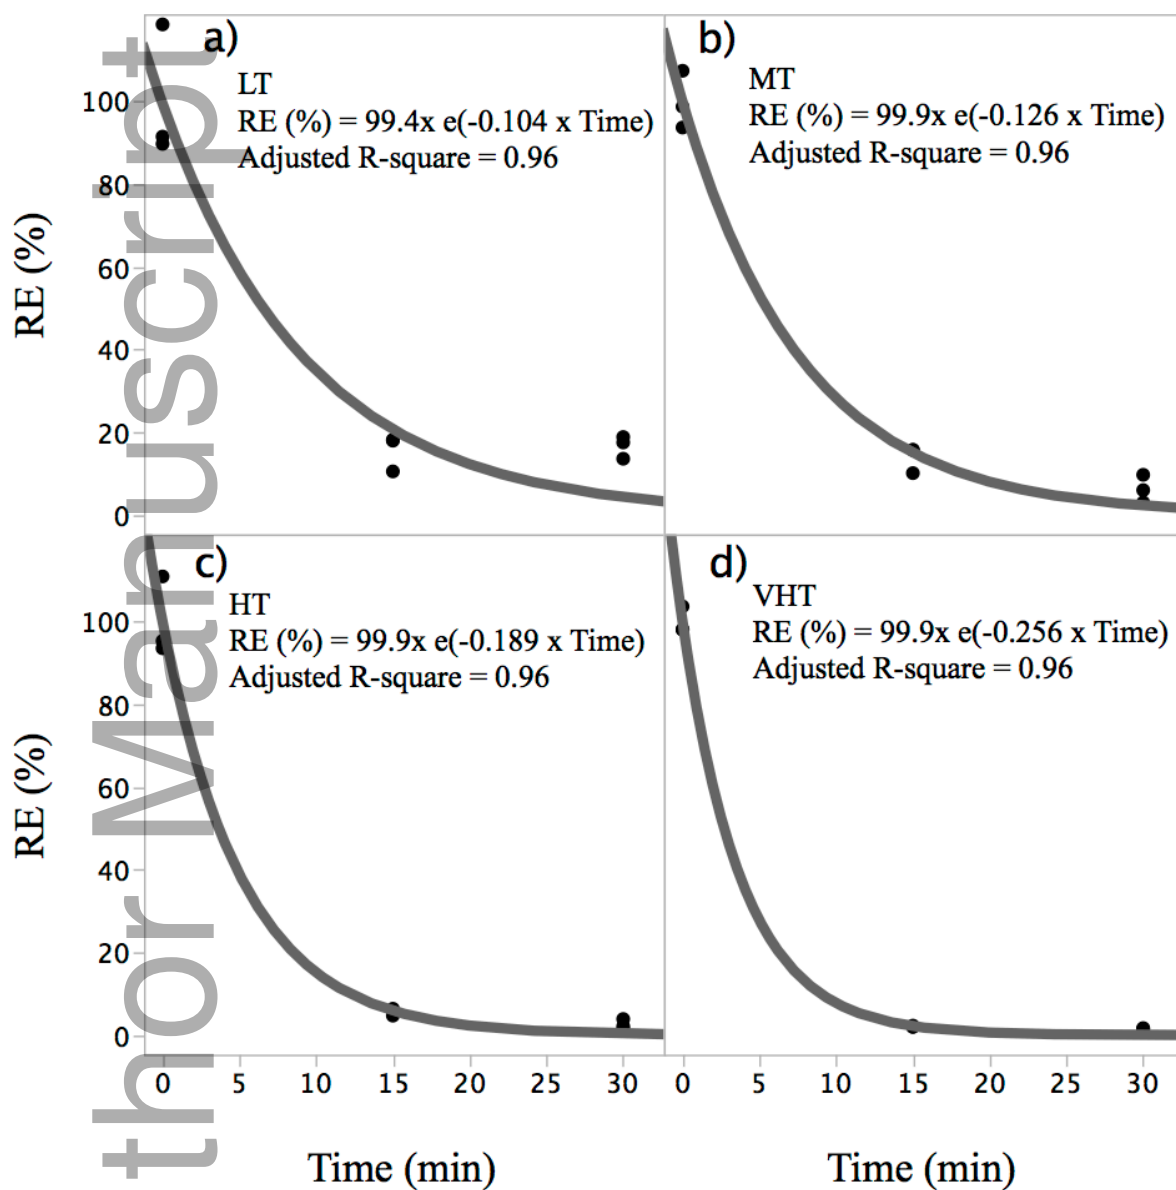 a)
LT
RE (%) = 99.4x e(-0.104 x Time)
Adjusted R-square = 0.96
b)
MT
RE (%) = 99.9x e(-0.126 x Time)
Adjusted R-square = 0.96
RE (%)
100
80
60
40
20
0
c)
HT
RE (%) = 99.9x e(-0.189 x Time)
Adjusted R-square = 0.96
d)
VHT
RE (%) = 99.9x e(-0.256 x Time)
Adjusted R-square = 0.96
RE (%)
100
80
60
40
20
0
0 5 10 15 20 25 30
0 5 10 15 20 25 30
Time (min)
Time (min)
thor Manuscript